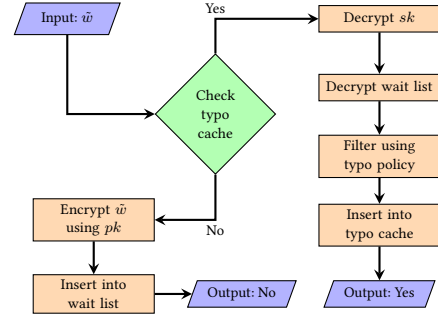 Input: w̃
Yes
Decrypt sk
Check
typo
cache
Decrypt wait list
Filter using
typo policy
Insert into
typo cache
Output: Yes
No
Encrypt w̃
using pk
Insert into
wait list
Output: No